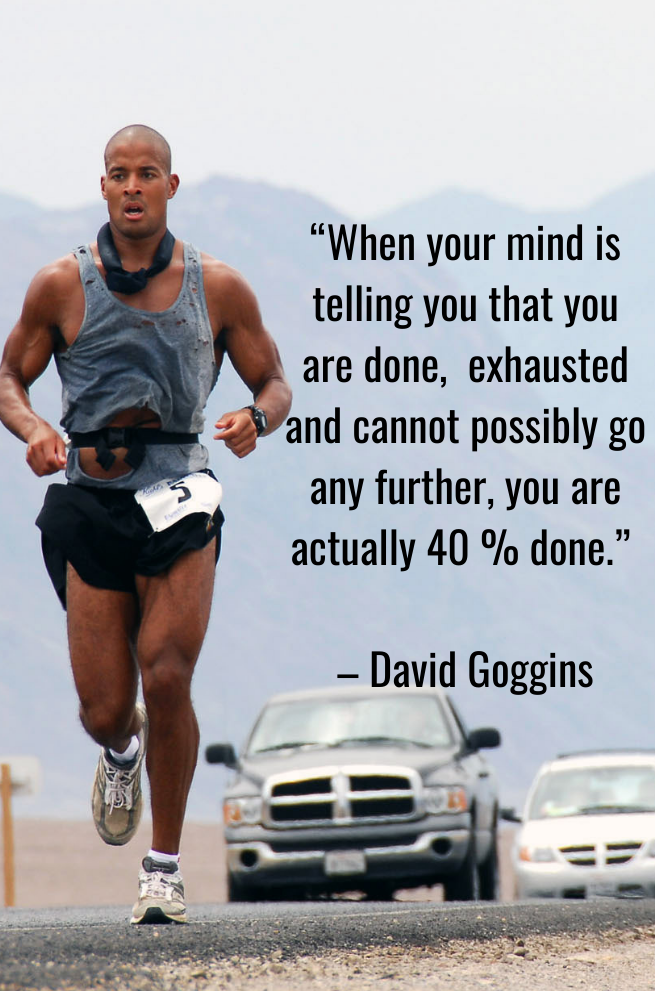 “When your mind is
telling you that you
are done,  exhausted
and cannot possibly go
any further, you are
actually 40 % done.”
– David Goggins
5